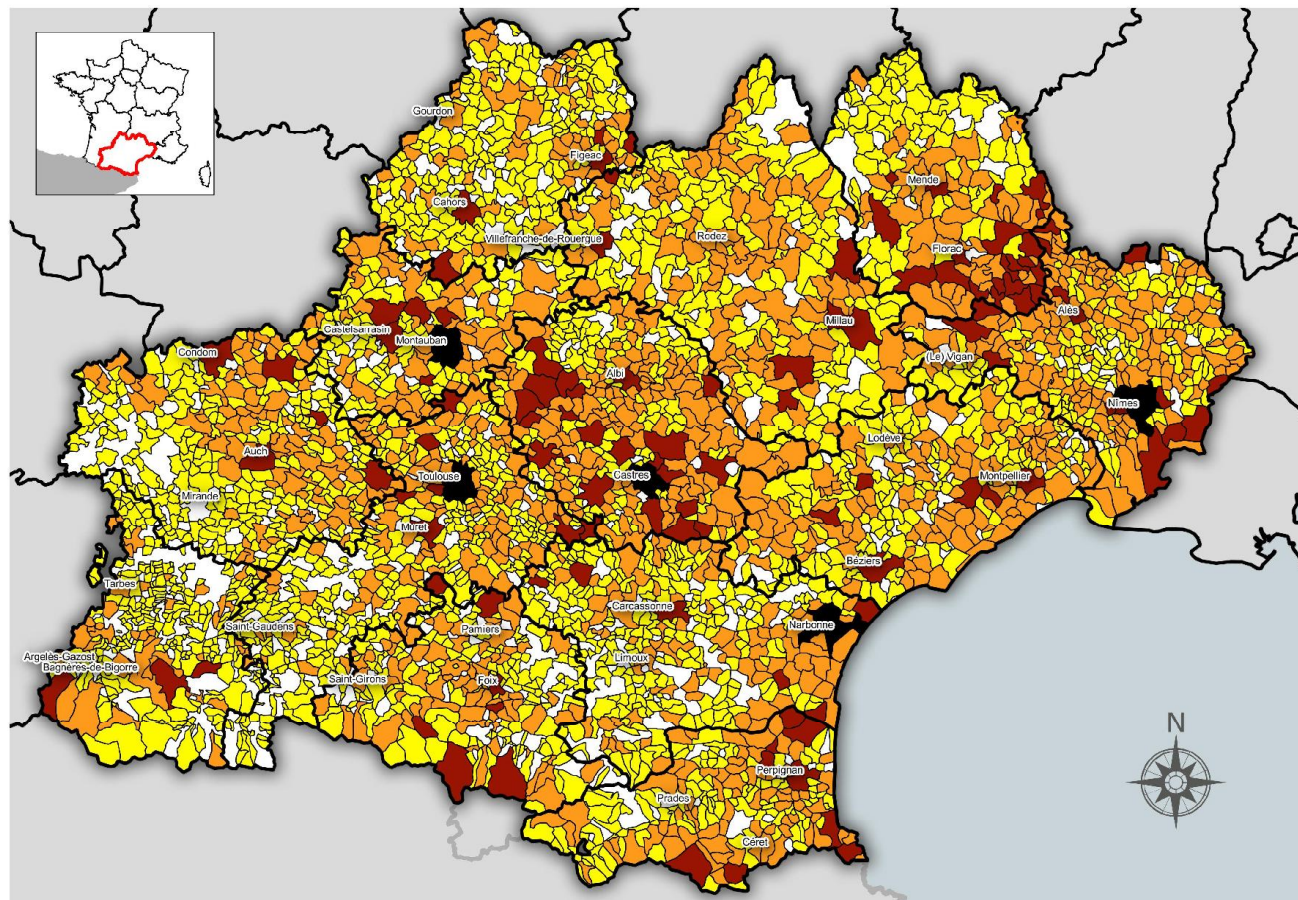 Gourdon
Figeac
Mende
Cahors
Villefranche-de-Rouergue
Rodez
Florac
Alès
Millau
Castelsarrasin
Montauban
Condom
(Le) Vigan
Albi
Nîmes
Lodève
Auch
Toulouse
Castres
Montpellier
Mirande
Muret
Béziers
Tarbes
Carcassonne
Narbonne
Saint-Gaudens
Pamiers
Argelès-Gazost
Limoux
Bagnères-de-Bigorre
Saint-Girons
Foix
N
Perpignan
Prades
Céret